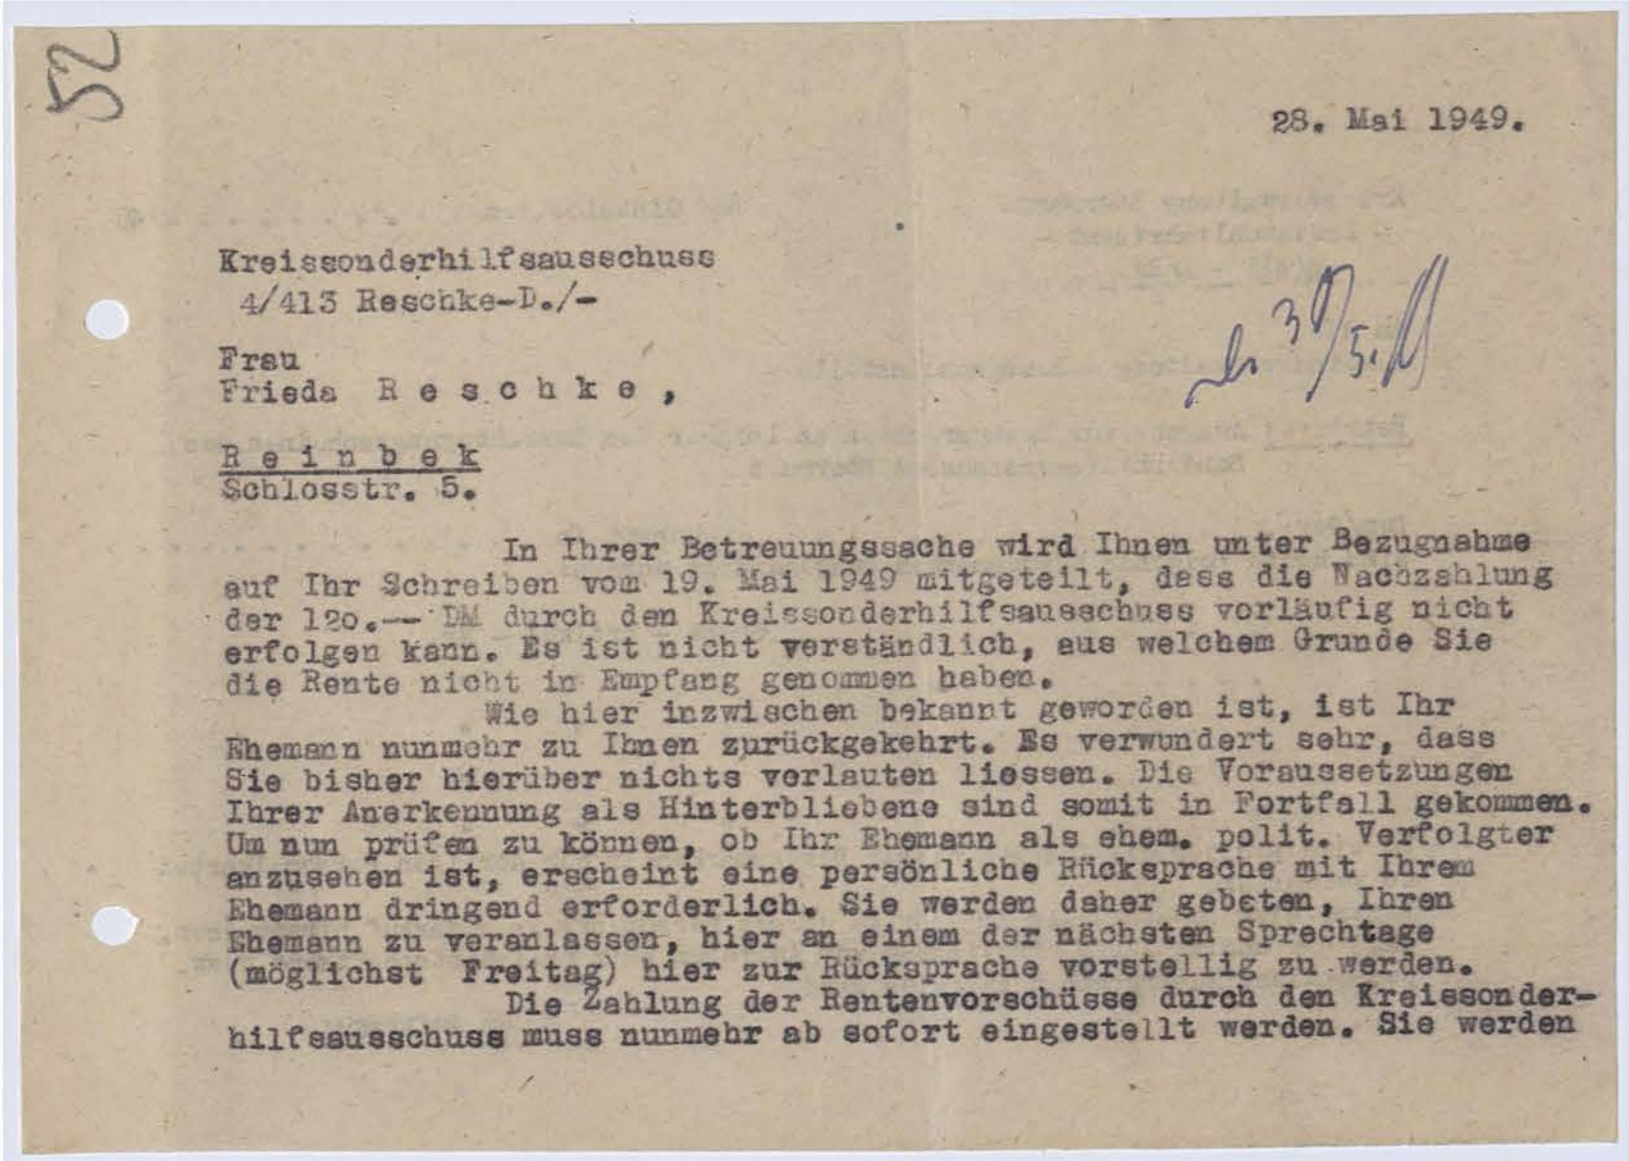 52
28. Mai 1949.
Kreissonderhilfsausschuss
4/413 Reschke-D./-
Frau
Frieda R e s c h k e ,
R e i n b e k
Schlosstr. 5.
In Ihrer Betreuungssache wird Ihnen unter Bezugnahme
auf Ihr Schreiben vom 19. Mai 1949 mitgeteilt, dass die Nachzahlung
der 120.-- DM durch den Kreissonderhilfsausschuss vorläufig nicht
erfolgen kann. Es ist nicht verständlich, aus welchem Grunde Sie
die Rente nicht in Empfang genommen haben.
Wie hier inzwischen bekannt geworden ist, ist Ihr
Ehemann nunmehr zu Ihnen zurückgekehrt. Es verwundert sehr, dass
Sie bisher hierüber nichts verlauten liessen. Die Voraussetzungen
Ihrer Anerkennung als Hinterbliebene sind somit in Fortfall gekommen.
Um nun prüfen zu können, ob Ihr Ehemann als ehem. polit. Verfolgter
anzusehen ist, erscheint eine persönliche Rücksprache mit Ihrem
Ehemann dringend erforderlich. Sie werden daher gebeten, Ihren
Ehemann zu veranlassen, hier an einem der nächsten Sprechtage
(möglichst Freitag) hier zur Rücksprache vorstellig zu werden.
Die Zahlung der Rentenvorschüsse durch den Kreissonder-
hilfsausschuss muss nunmehr ab sofort eingestellt werden. Sie werden